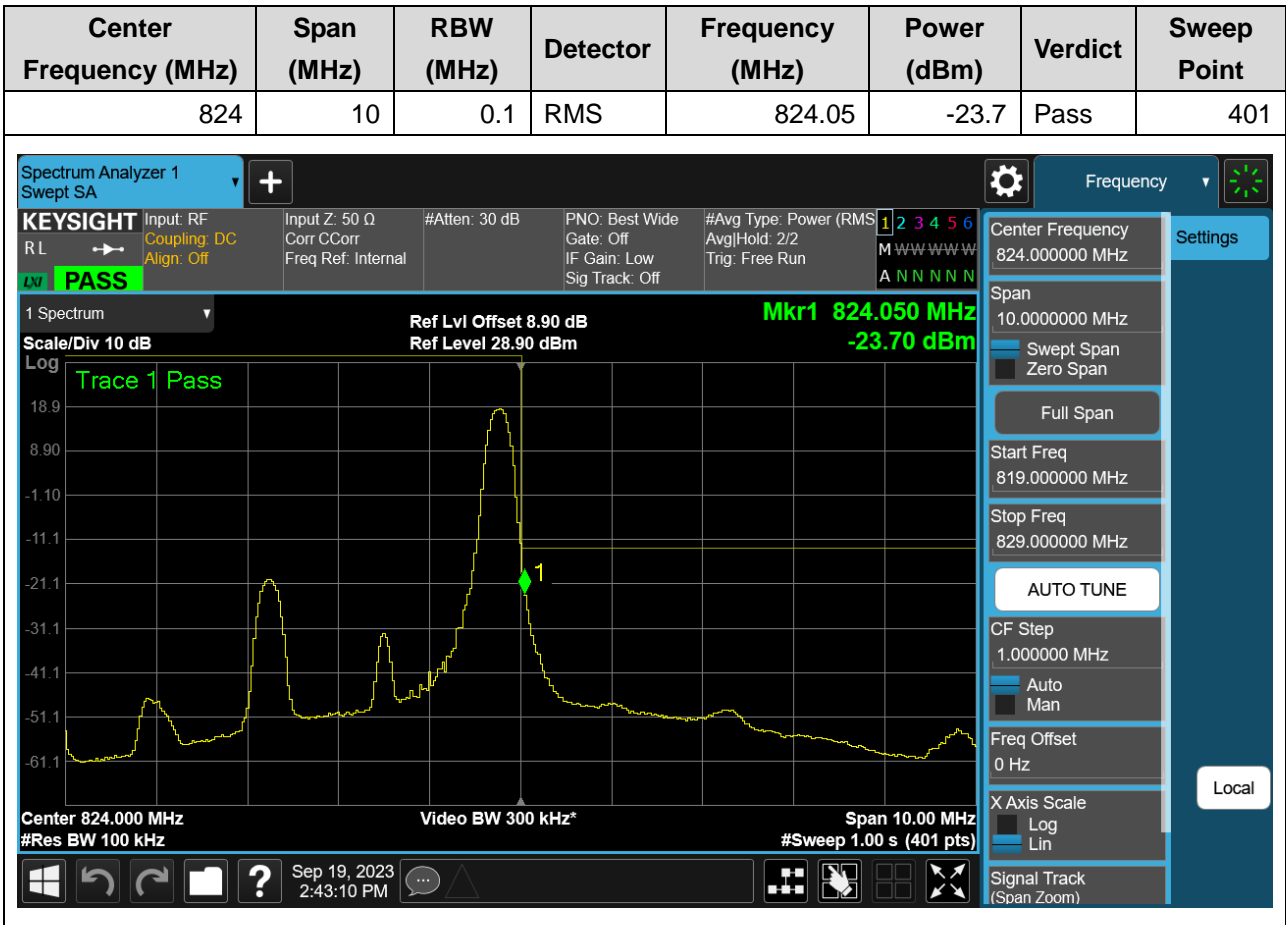 Center Frequency (MHz) Span (MHz) RBW (MHz) Detector Frequency (MHz) Power (dBm) Verdict Sweep Point
824 10 0.1 RMS 824.05 -23.7 Pass 401
Spectrum Analyzer 1
Swept SA
Frequency
KEYSIGHT
R L
LXI PASS
Input: RF
Coupling: DC
Align: Off
Input Z: 50 Ω
Corr CCorr
Freq Ref: Internal
#Atten: 30 dB
PNO: Best Wide
Gate: Off
IF Gain: Low
Sig Track: Off
#Avg Type: Power (RMS
Avg|Hold: 2/2
Trig: Free Run
1 2 3 4 5 6
M W W W W W
A N N N N N
1 Spectrum
Scale/Div 10 dB
Ref Lvl Offset 8.90 dB
Ref Level 28.90 dBm
Mkr1 824.050 MHz
-23.70 dBm
Log
Trace 1 Pass
18.9
8.90
-1.10
-11.1
-21.1
-31.1
-41.1
-51.1
-61.1
1
Center 824.000 MHz
#Res BW 100 kHz
Video BW 300 kHz*
Span 10.00 MHz
#Sweep 1.00 s (401 pts)
Center Frequency
824.000000 MHz
Settings
Span
10.0000000 MHz
Swept Span
Zero Span
Full Span
Start Freq
819.000000 MHz
Stop Freq
829.000000 MHz
AUTO TUNE
CF Step
1.000000 MHz
Auto
Man
Freq Offset
0 Hz
X Axis Scale
Log
Lin
Local
Signal Track
(Span Zoom)
?
Sep 19, 2023
2:43:10 PM